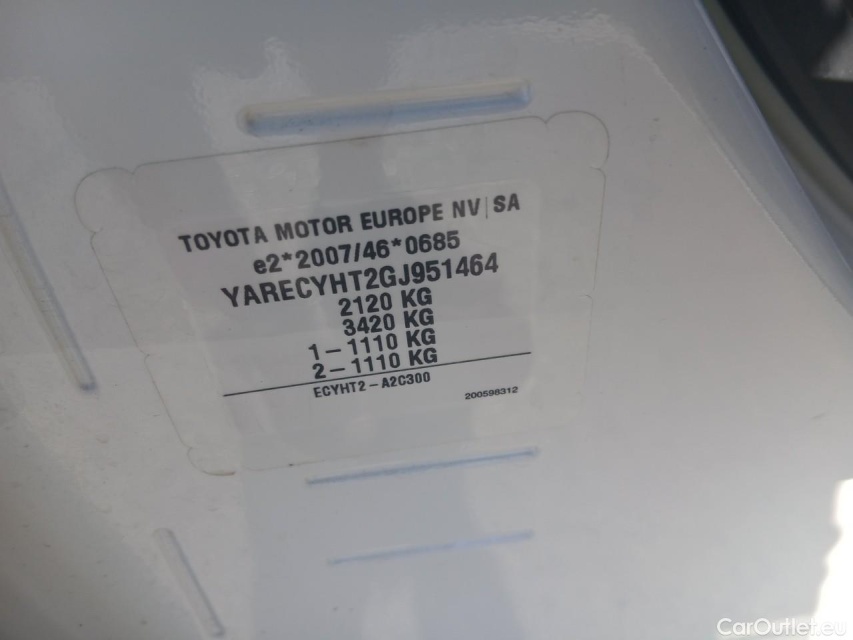 TOYOTA MOTOR EUROPE NV|SA
e2*2007/46*0685
YARECYHT2GJ951464
2120 KG
3420 KG
1-1110 KG
2-1110 KG
ECYHT2-A2C300
200598312
CarOutlet.eu